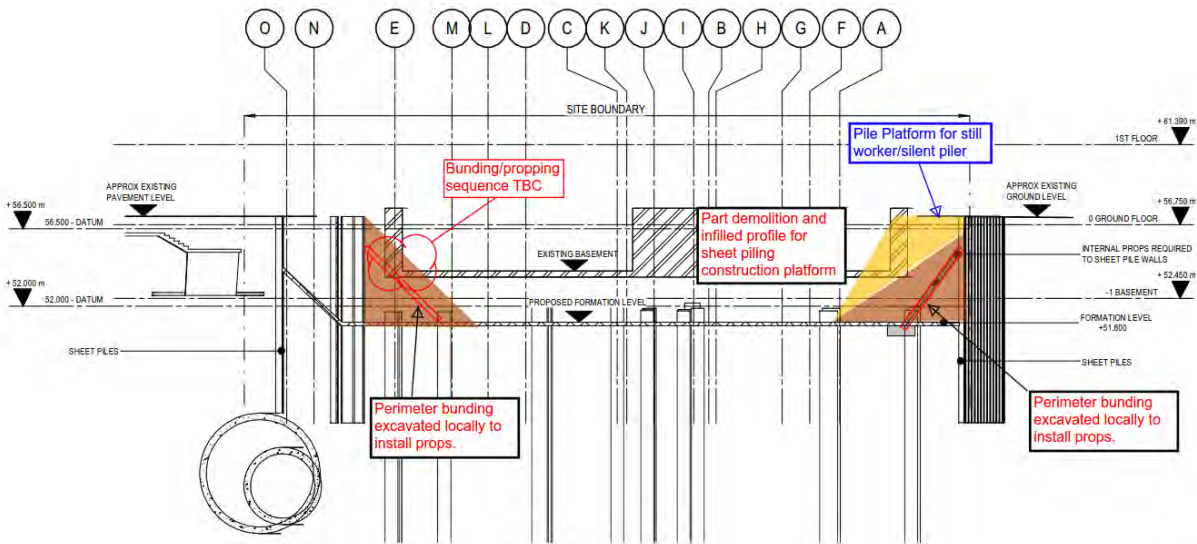 O N E M L D C K J I B H G F A
SITE BOUNDARY
+ 61.390 m
1ST FLOOR
Pile Platform for still
worker/silent piler
Bunding/propping
sequence TBC
APPROX EXISTING
PAVEMENT LEVEL
APPROX EXISTING
GROUND LEVEL
+ 56.500 m
56.500 - DATUM
+ 56.750 m
0 GROUND FLOOR
Part demolition and
infilled profile for
sheet piling
construction platform
EXISTING BASEMENT
INTERNAL PROPS REQUIRED
TO SHEET PILE WALLS
+ 52.000 m
52.000 - DATUM
+ 52.450 m
-1 BASEMENT
PROPOSED FORMATION LEVEL
FORMATION LEVEL
+51,600
SHEET PILES
SHEET PILES
Perimeter bunding
excavated locally to
install props.
Perimeter bunding
excavated locally to
install props.